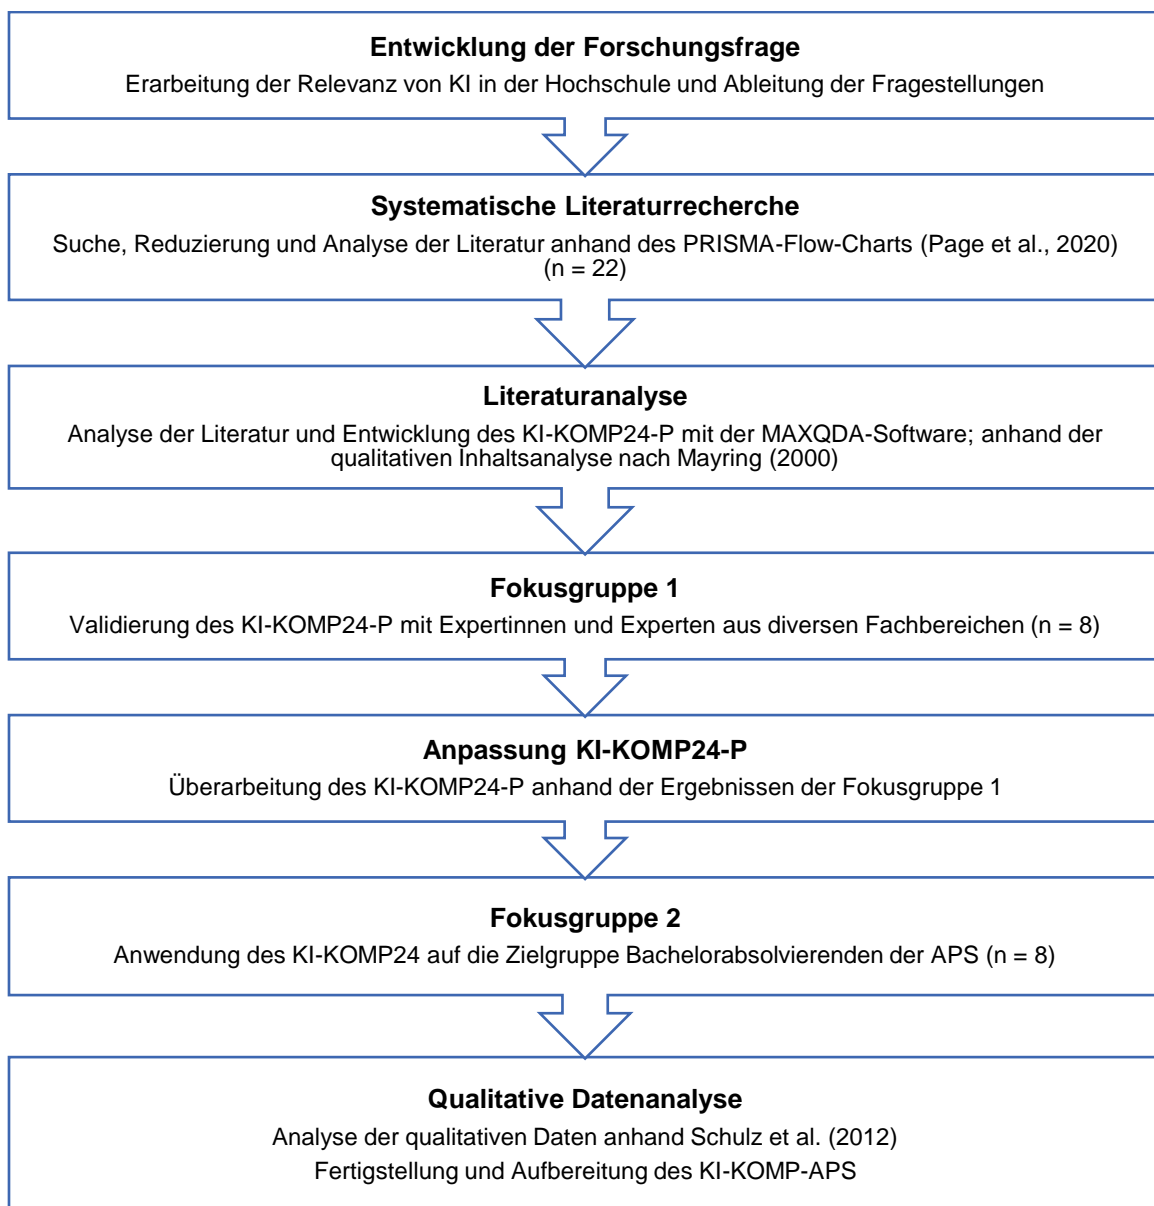 Entwicklung der Forschungsfrage
Erarbeitung der Relevanz von KI in der Hochschule und Ableitung der Fragestellungen
Systematische Literaturrecherche
Suche, Reduzierung und Analyse der Literatur anhand des PRISMA-Flow-Charts (Page et al., 2020)
(n = 22)
Literaturanalyse
Analyse der Literatur und Entwicklung des KI-KOMP24-P mit der MAXQDA-Software; anhand der
qualitativen Inhaltsanalyse nach Mayring (2000)
Fokusgruppe 1
Validierung des KI-KOMP24-P mit Expertinnen und Experten aus diversen Fachbereichen (n = 8)
Anpassung KI-KOMP24-P
Überarbeitung des KI-KOMP24-P anhand der Ergebnissen der Fokusgruppe 1
Fokusgruppe 2
Anwendung des KI-KOMP24 auf die Zielgruppe Bachelorabsolvierenden der APS (n = 8)
Qualitative Datenanalyse
Analyse der qualitativen Daten anhand Schulz et al. (2012)
Fertigstellung und Aufbereitung des KI-KOMP-APS